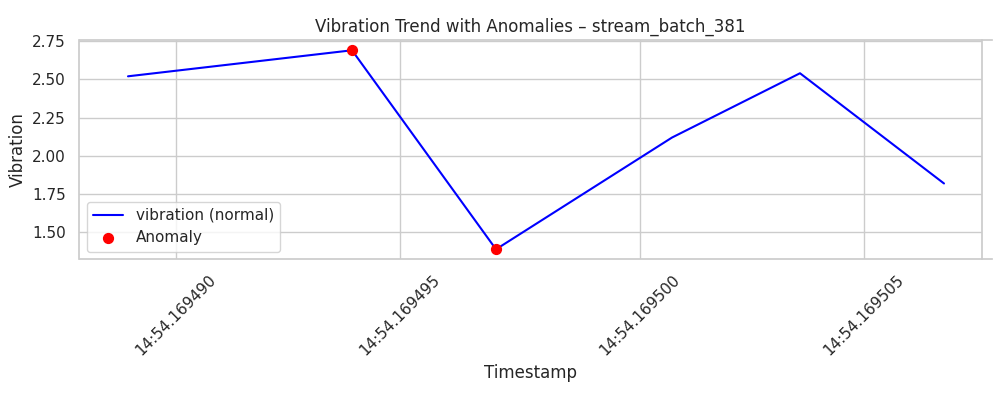 Vibration Trend with Anomalies – stream_batch_381
Vibration
2.75
2.50
2.25
2.00
1.75
1.50
vibration (normal)
Anomaly
14:54.169490
14:54.169495
14:54.169500
14:54.169505
Timestamp